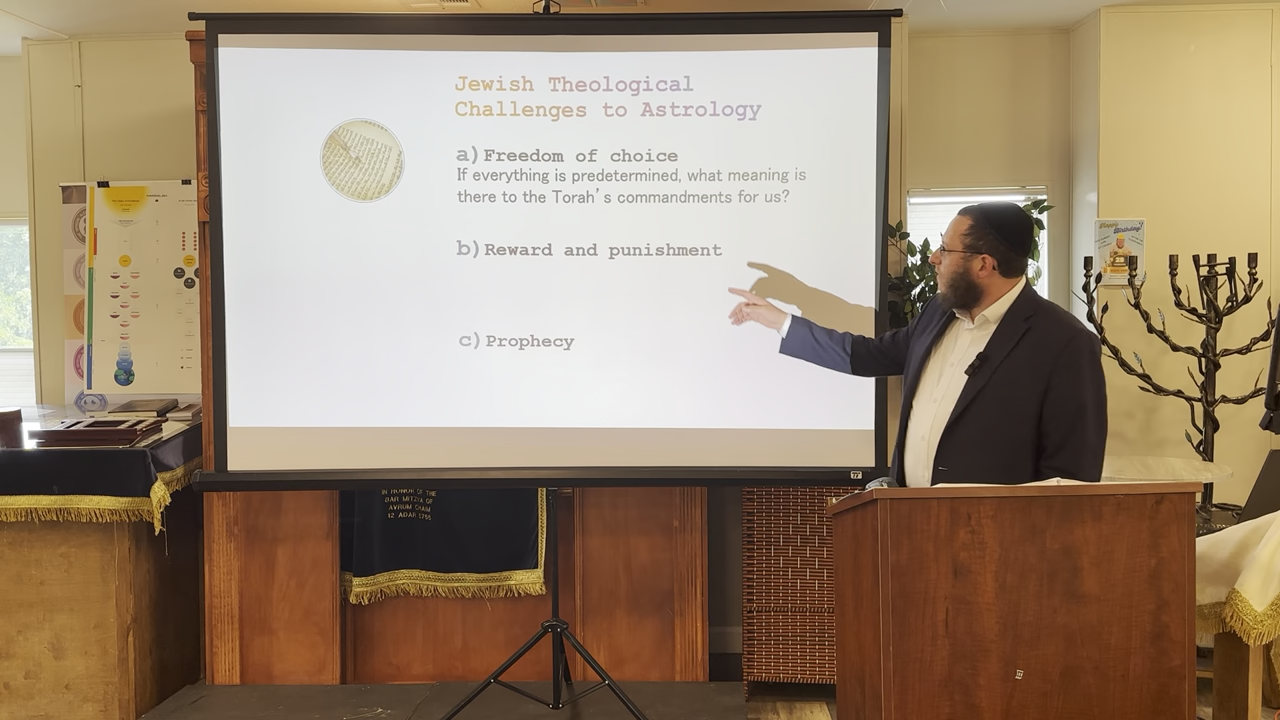 Jewish Theological
Challenges to Astrology
a) Freedom of choice
If everything is predetermined, what meaning is
there to the Torah's commandments for us?
b) Reward and punishment
c) Prophecy
IN HONOR OF THE
BAR MITZVA OF
AVRUM CHAIM
12 ADAR 5766
Happy
Birthday!